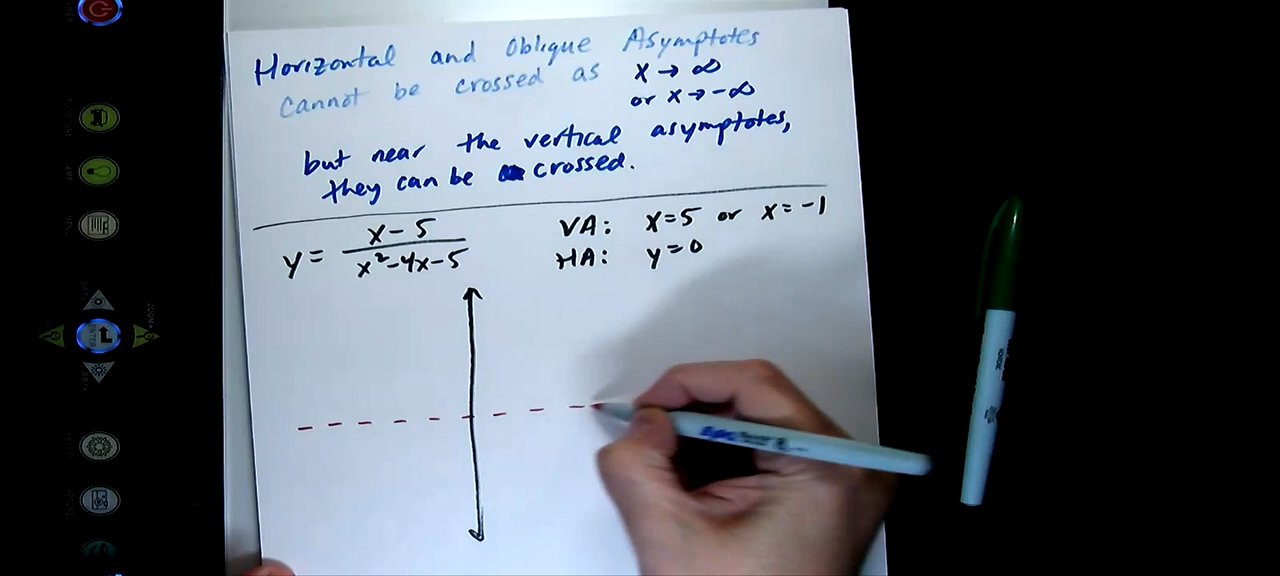 Horizontal and Oblique Asymptotes
cannot be crossed as x → ∞
or x → -∞
but near the vertical asymptotes,
they can be crossed.
y = (x - 5)/(x² - 4x - 5)
VA: x = 5 or x = -1
HA: y = 0